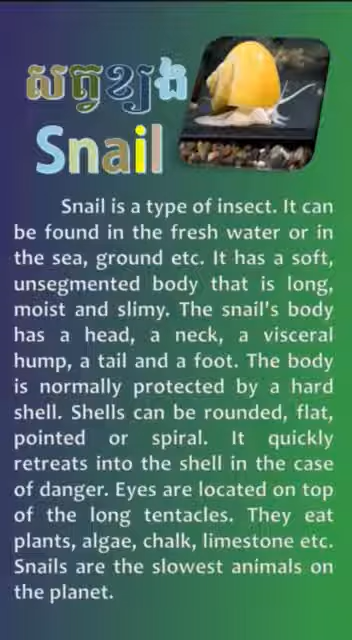 សត្វខ្យង
Snail
Snail is a type of insect. It can
be found in the fresh water or in
the sea, ground etc. It has a soft,
unsegmented body that is long,
moist and slimy. The snail's body
has a head, a neck, a visceral
hump, a tail and a foot. The body
is normally protected by a hard
shell. Shells can be rounded, flat,
pointed or spiral. It quickly
retreats into the shell in the case
of danger. Eyes are located on top
of the long tentacles. They eat
plants, algae, chalk, limestone etc.
Snails are the slowest animals on
the planet.